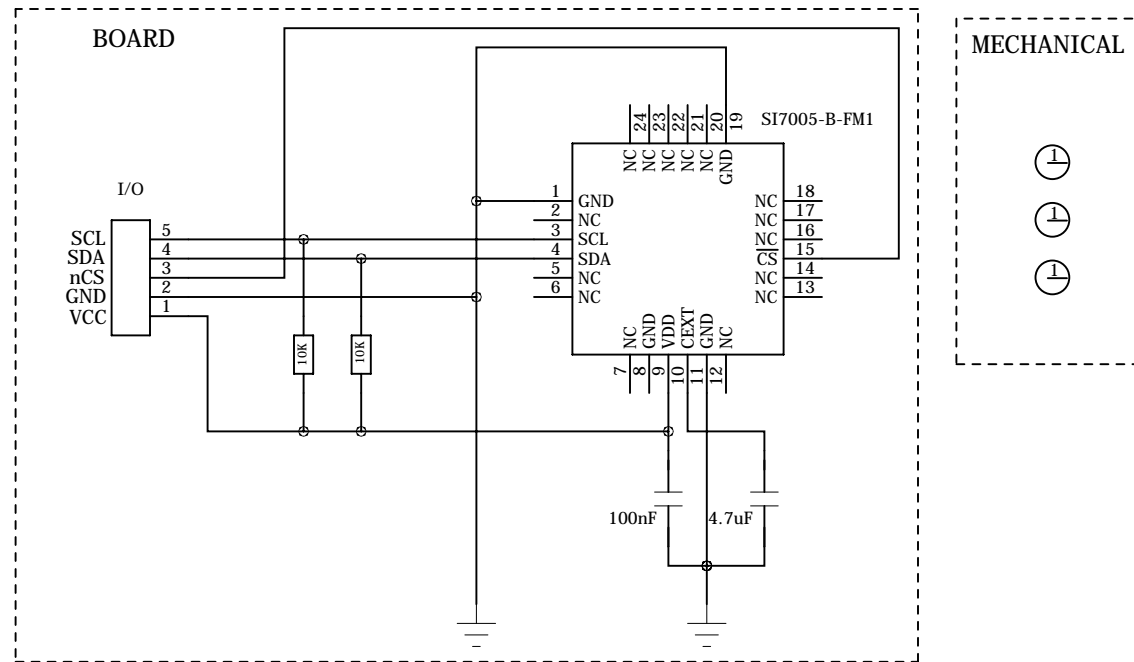 BOARD
MECHANICAL
SI7005-B-FM1
24
23
22
21
20
19
NC
NC
NC
NC
NC
GND
I/O
SCL 5
SDA 4
nCS 3
GND 2
VCC 1
1 GND
2 NC
3 SCL
4 SDA
5 NC
6 NC
NC 18
NC 17
NC 16
CS 15
NC 14
NC 13
NC
GND
VDD
CEXT
GND
NC
7
8
9
10
11
12
10K
10K
100nF
4.7uF
1
1
1